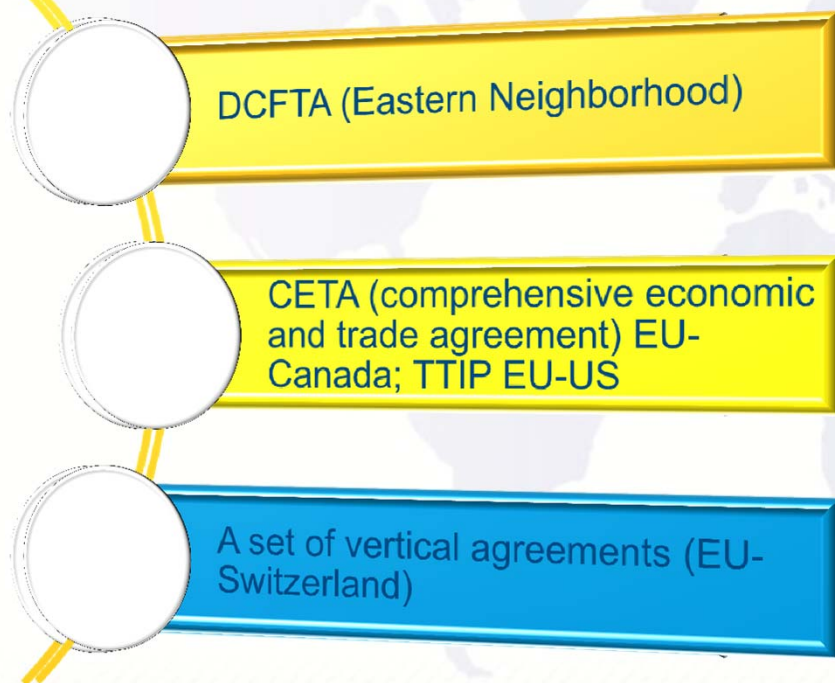 DCFTA (Eastern Neighborhood)
CETA (comprehensive economic
and trade agreement) EU-
Canada; TTIP EU-US
A set of vertical agreements (EU-
Switzerland)